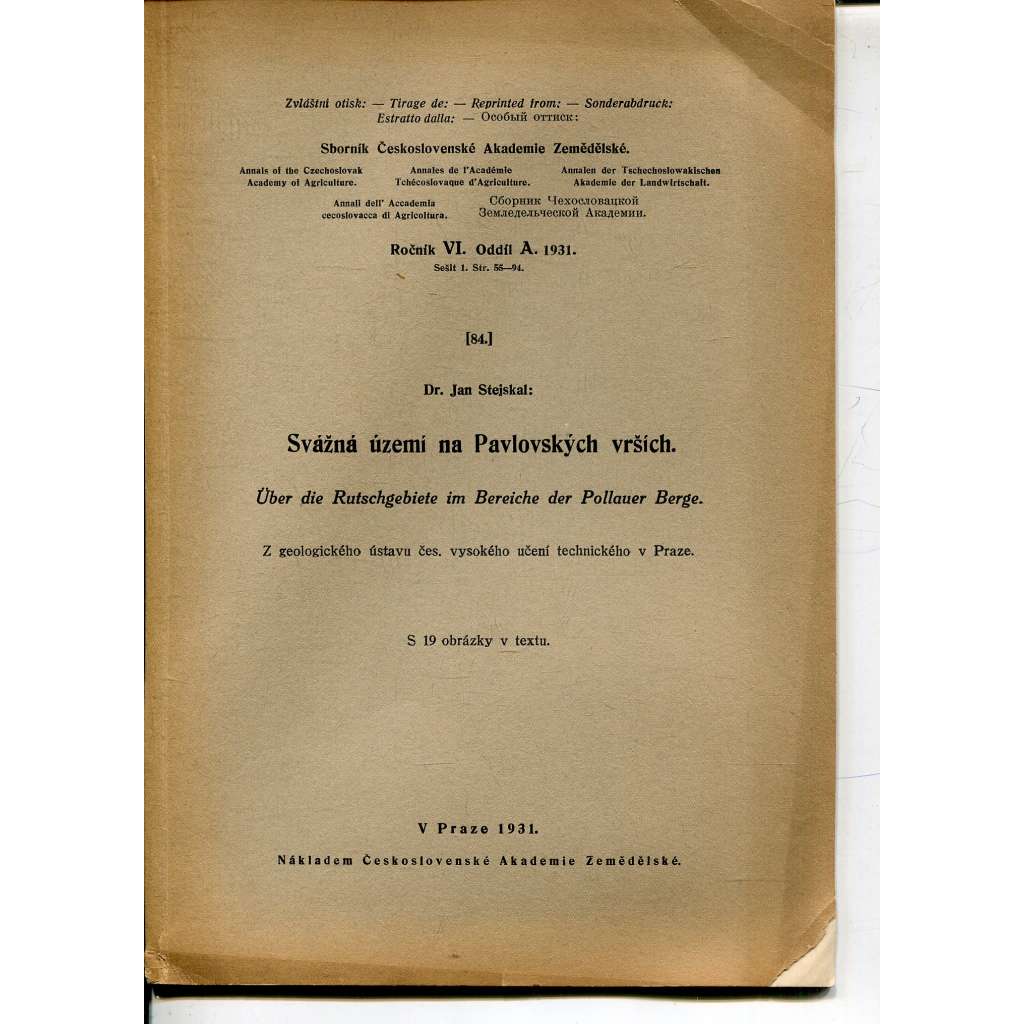 Zvláštní otisk: — Tirage de: — Reprinted from: — Sonderabdruck:
Estratto dalla: — Особый оттиск:
Sborník Československé Akademie Zemědělské.
Annals of the Czechoslovak Academy of Agriculture.
Annales de l'Académie Tchécoslovaque d'Agriculture.
Annalen der Tschechoslowakischen Akademie der Landwirtschaft.
Annali dell' Accademia cecoslovacca di Agricoltura.
Сборник Чехословацкой Земледельческой Академии.
Ročník VI. Oddíl A. 1931.
Sešit 1. Str. 55—94.
[84.]
Dr. Jan Stejskal:
Svážná území na Pavlovských vrších.
Über die Rutschgebiete im Bereiche der Pollauer Berge.
Z geologického ústavu čes. vysokého učení technického v Praze.
S 19 obrázky v textu.
V Praze 1931.
Nákladem Československé Akademie Zemědělské.